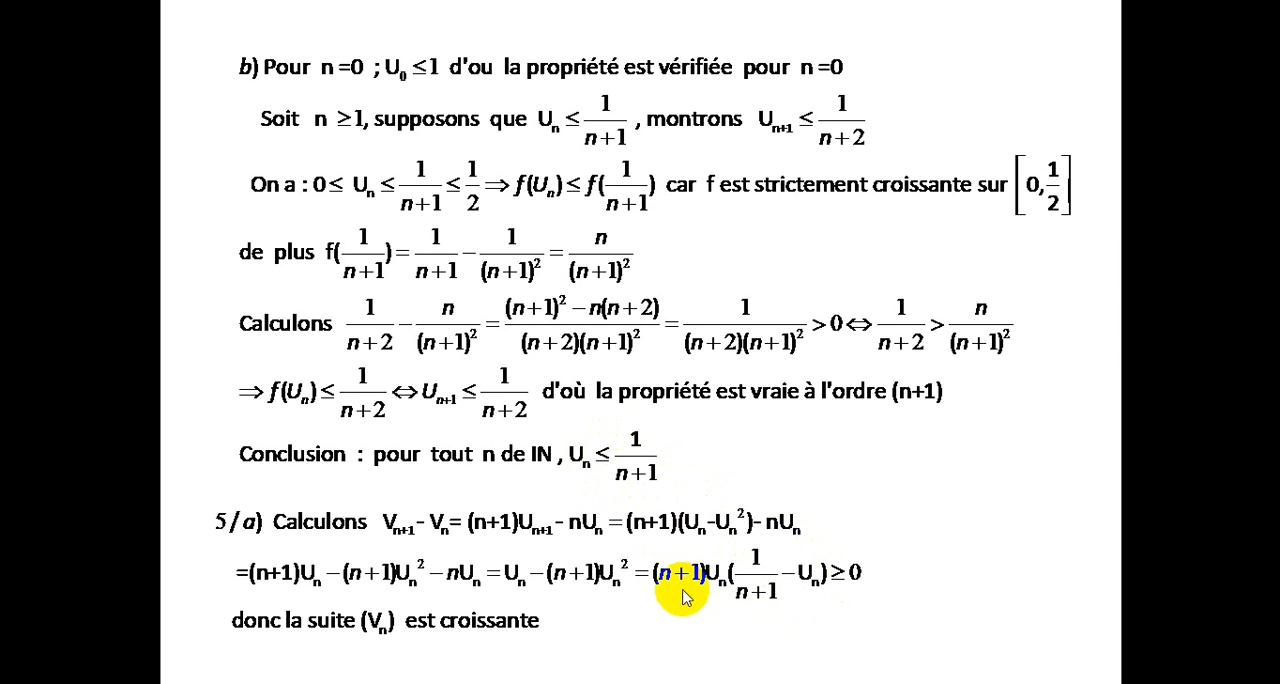 b) Pour n =0 ; U₀ ≤1 d'ou la propriété est vérifiée pour n =0
Soit n ≥1, supposons que Uₙ ≤ 1/(n+1) , montrons Uₙ₊₁ ≤ 1/(n+2)
On a : 0≤ Uₙ ≤ 1/(n+1) ≤ 1/2 ⇒ f(Uₙ) ≤ f(1/(n+1)) car f est strictement croissante sur [0, 1/2]
de plus f(1/(n+1)) = 1/(n+1) − 1/(n+1)² = n/(n+1)²
Calculons 1/(n+2) − n/(n+1)² = ((n+1)² − n(n+2))/((n+2)(n+1)²) = 1/((n+2)(n+1)²) > 0 ⇔ 1/(n+2) > n/(n+1)²
⇒ f(Uₙ) ≤ 1/(n+2) ⇔ Uₙ₊₁ ≤ 1/(n+2) d'où la propriété est vraie à l'ordre (n+1)
Conclusion : pour tout n de IN , Uₙ ≤ 1/(n+1)
5/a) Calculons Vₙ₊₁ - Vₙ = (n+1)Uₙ₊₁ - nUₙ = (n+1)(Uₙ -Uₙ²)- nUₙ
=(n+1)Uₙ − (n+1)Uₙ² − nUₙ = Uₙ − (n+1)Uₙ² = (n+1)Uₙ(1/(n+1) − Uₙ) ≥ 0
donc la suite (Vₙ) est croissante